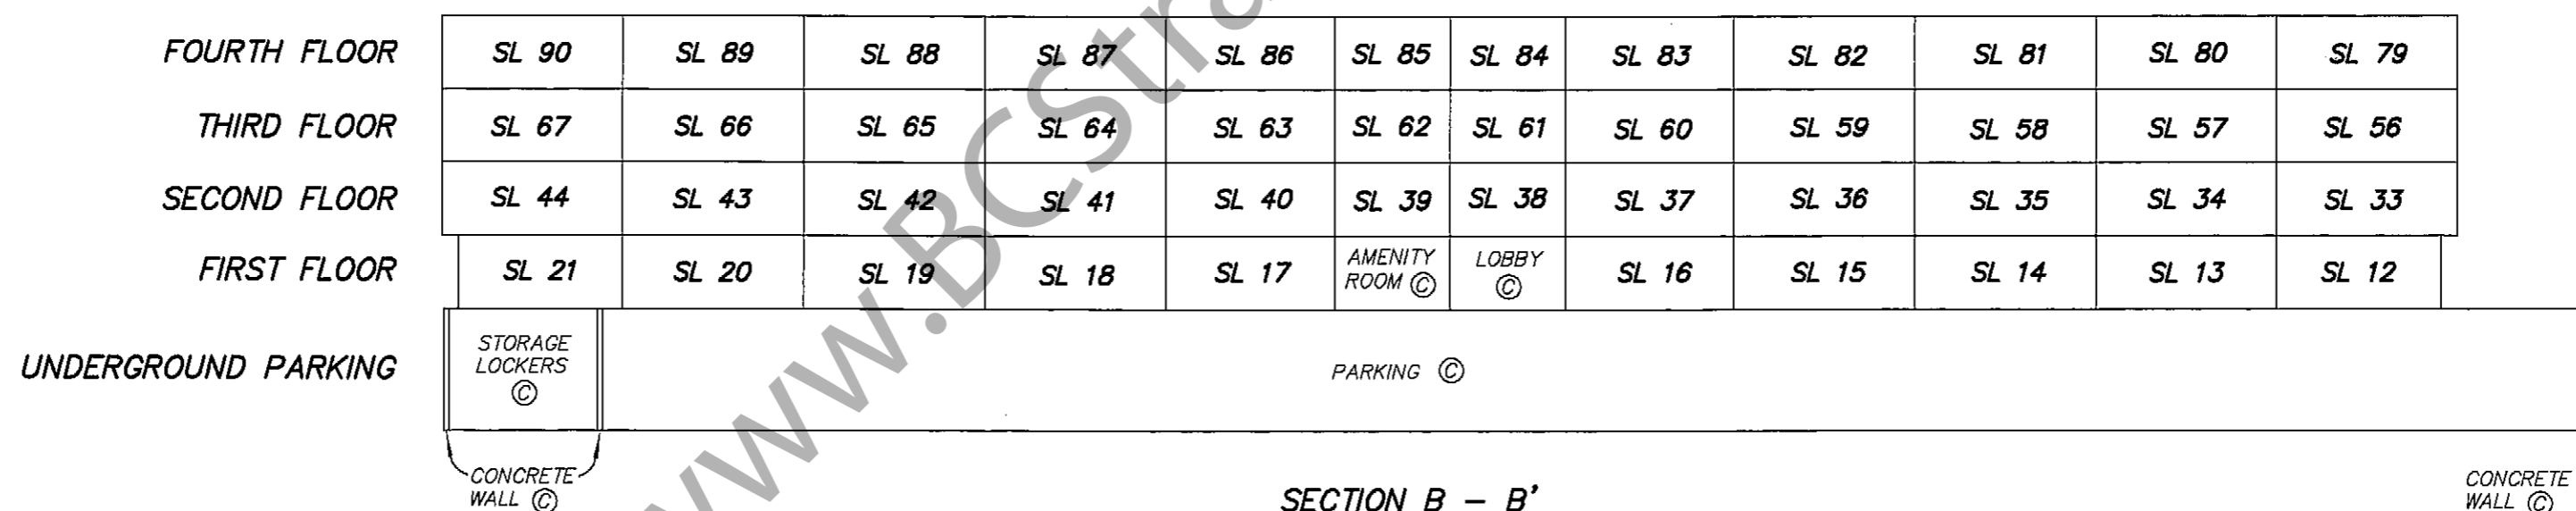 FOURTH FLOOR SL 90 SL 89 SL 88 SL 87 SL 86 SL 85 SL 84 SL 83 SL 82 SL 81 SL 80 SL 79
THIRD FLOOR SL 67 SL 66 SL 65 SL 64 SL 63 SL 62 SL 61 SL 60 SL 59 SL 58 SL 57 SL 56
SECOND FLOOR SL 44 SL 43 SL 42 SL 41 SL 40 SL 39 SL 38 SL 37 SL 36 SL 35 SL 34 SL 33
FIRST FLOOR SL 21 SL 20 SL 19 SL 18 SL 17 AMENITY ROOM Ⓒ LOBBY Ⓒ SL 16 SL 15 SL 14 SL 13 SL 12
UNDERGROUND PARKING
STORAGE
LOCKERS
Ⓒ
PARKING Ⓒ
CONCRETE
WALL Ⓒ
SECTION B – B'
CONCRETE
WALL Ⓒ
www.BCStra